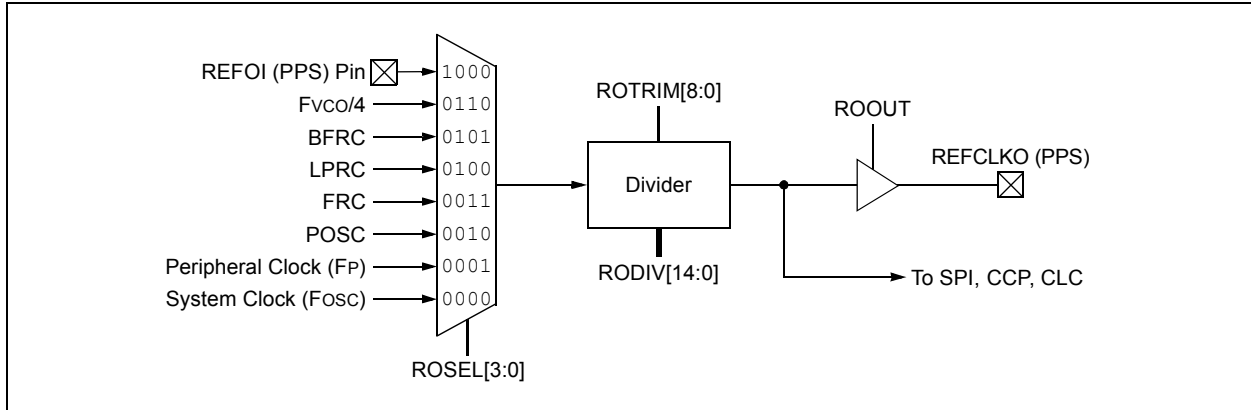 REFOI (PPS) Pin 1000
FVCO/4 0110
BFRC 0101
LPRC 0100
FRC 0011
POSC 0010
Peripheral Clock (FP) 0001
System Clock (FOSC) 0000
ROSEL[3:0]
ROTRIM[8:0]
Divider
RODIV[14:0]
ROOUT
REFCLKO (PPS)
To SPI, CCP, CLC